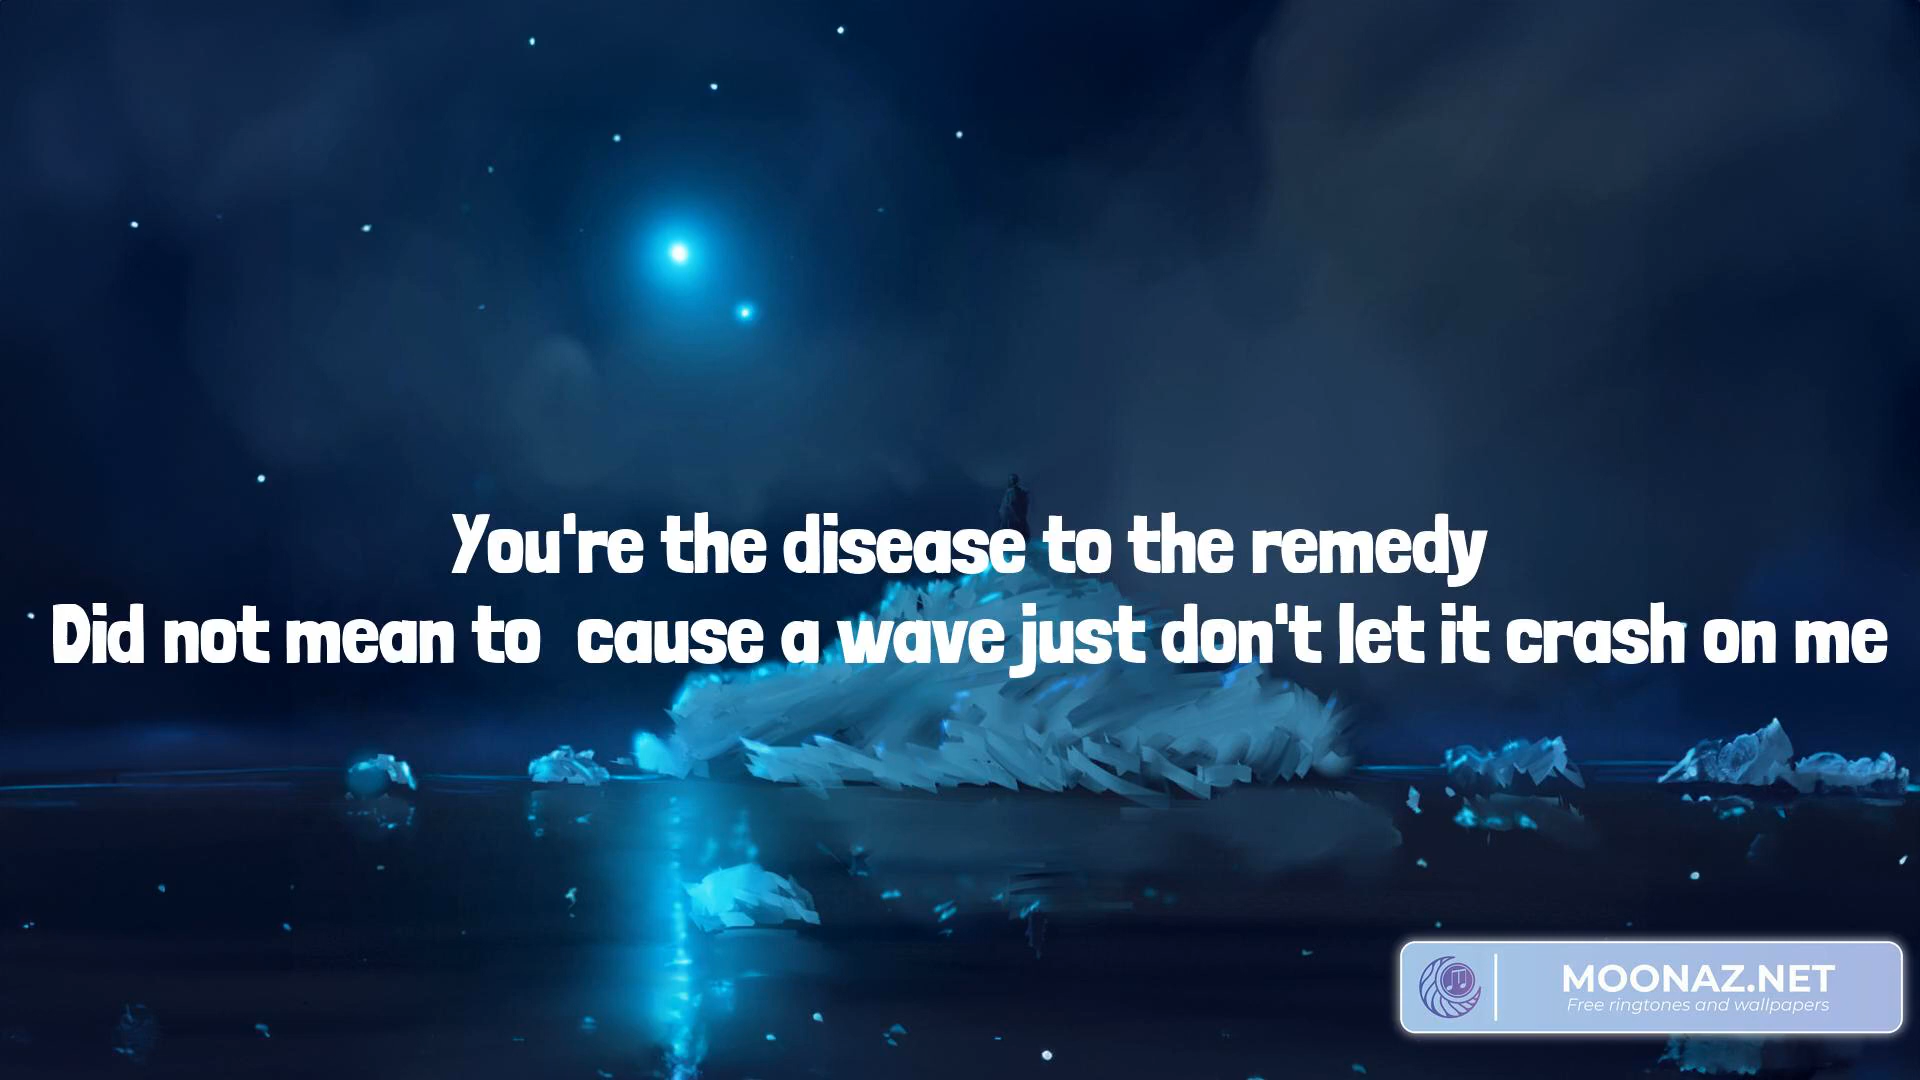 You're the disease to the remedy
Did not mean to  cause a wave just don't let it crash on me
MOONAZ.NET
Free ringtones and wallpapers